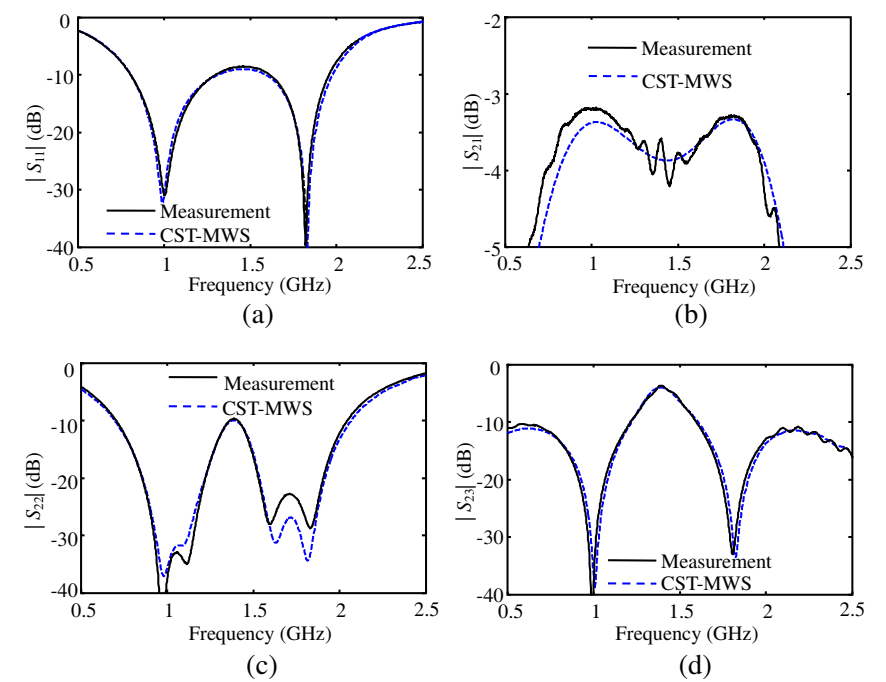 0
-10
-20
-30
-40
| S11| (dB)
Measurement
CST-MWS
0.5 1 1.5 2 2.5
Frequency (GHz)
(a)
-2
-3
-4
-5
| S21| (dB)
Measurement
CST-MWS
0.5 1 1.5 2 2.5
Frequency (GHz)
(b)
0
-10
-20
-30
-40
| S22| (dB)
Measurement
CST-MWS
0.5 1 1.5 2 2.5
Frequency (GHz)
(c)
0
-10
-20
-30
-40
| S23| (dB)
Measurement
CST-MWS
0.5 1 1.5 2 2.5
Frequency (GHz)
(d)